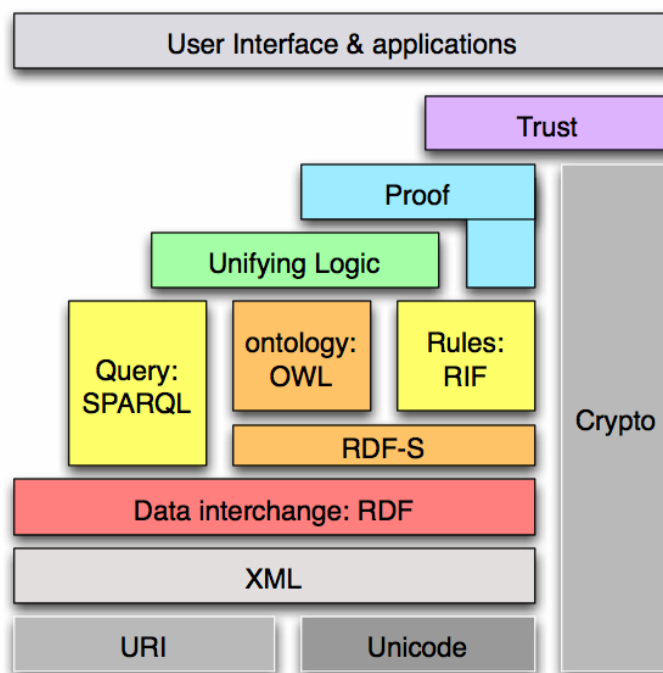 User Interface & applications
Trust
Proof
Unifying Logic
Query:
SPARQL
ontology:
OWL
Rules:
RIF
Crypto
RDF-S
Data interchange: RDF
XML
URI
Unicode